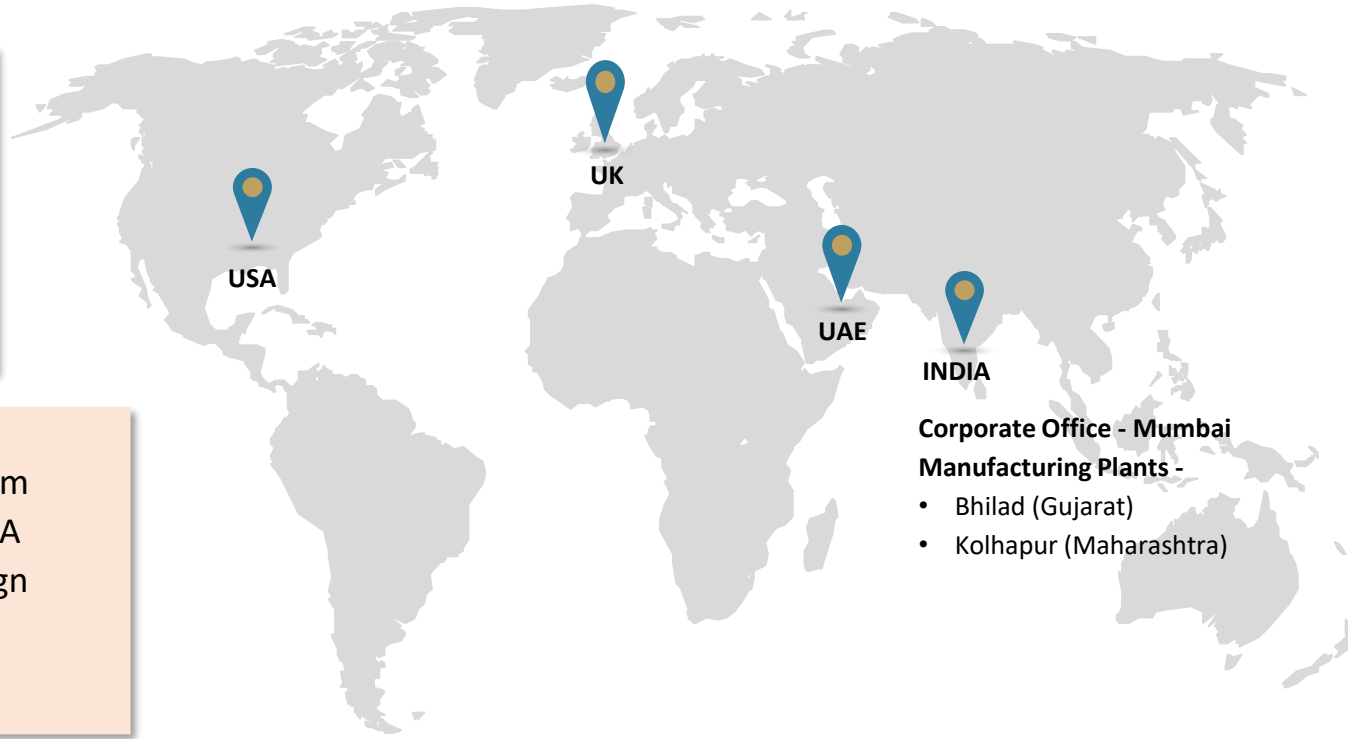 UK
USA
UAE
INDIA
Corporate Office - Mumbai
Manufacturing Plants -
• Bhilad (Gujarat)
• Kolhapur (Maharashtra)